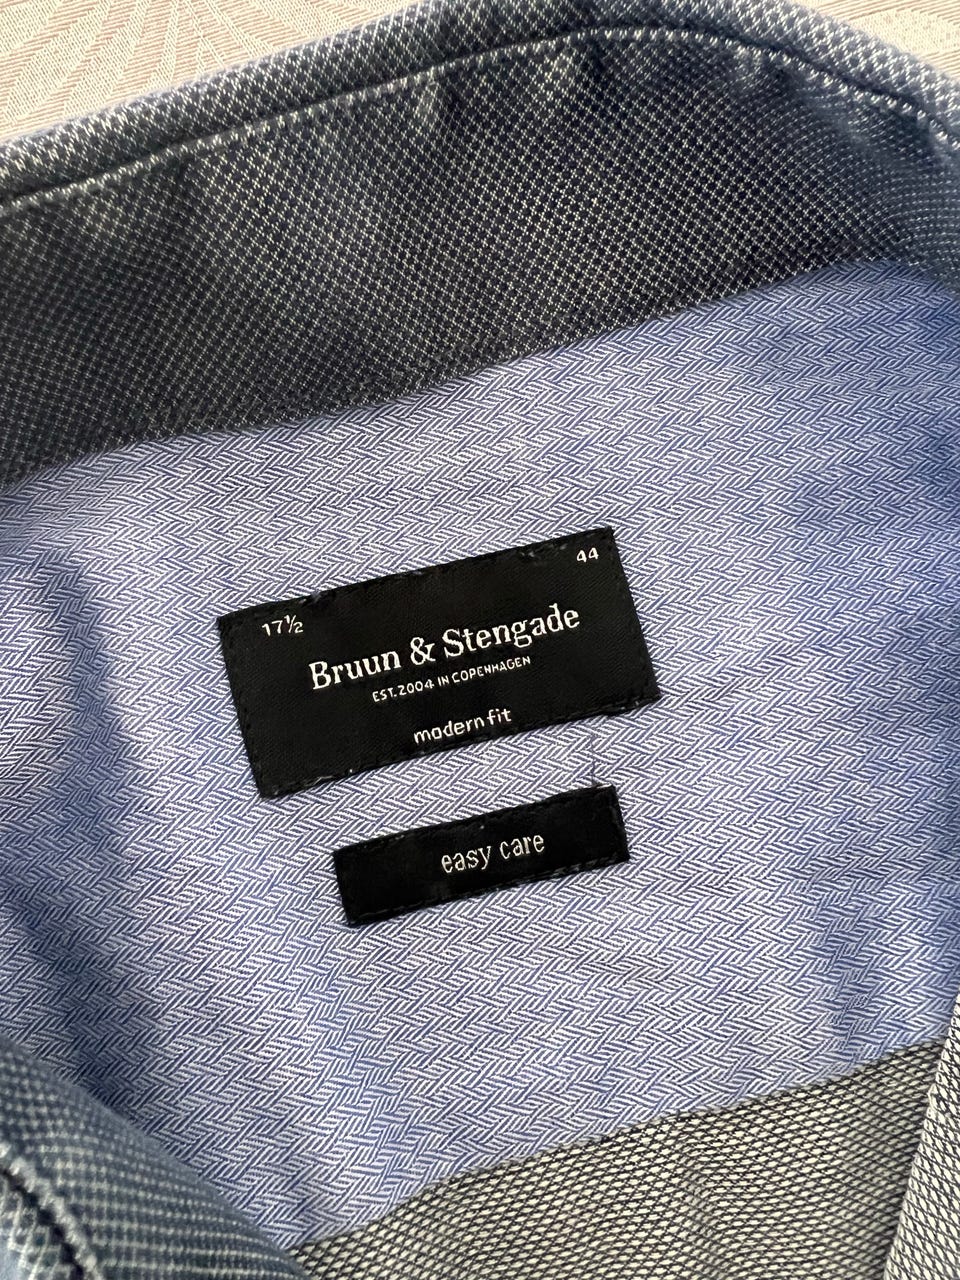 17½ 44
Bruun & Stengade
EST.2004 IN COPENHAGEN
modern fit
easy care